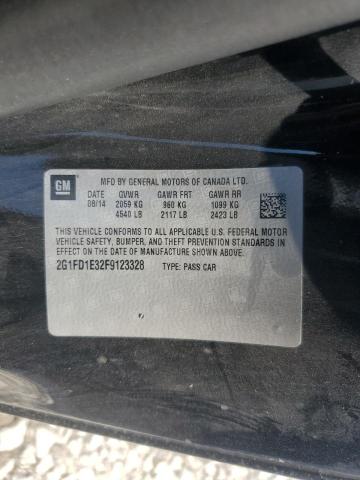 GM
MFD BY GENERAL MOTORS OF CANADA LTD.
DATE GVWR GAWR FRT GAWR RR
08/14 2059 KG 960 KG 1099 KG
4540 LB 2117 LB 2423 LB
THIS VEHICLE CONFORMS TO ALL APPLICABLE U.S. FEDERAL MOTOR
VEHICLE SAFETY, BUMPER, AND THEFT PREVENTION STANDARDS
IN EFFECT ON THE DATE OF MANUFACTURE SHOWN ABOVE.
2G1FD1E32F9123328 TYPE: PASS CAR